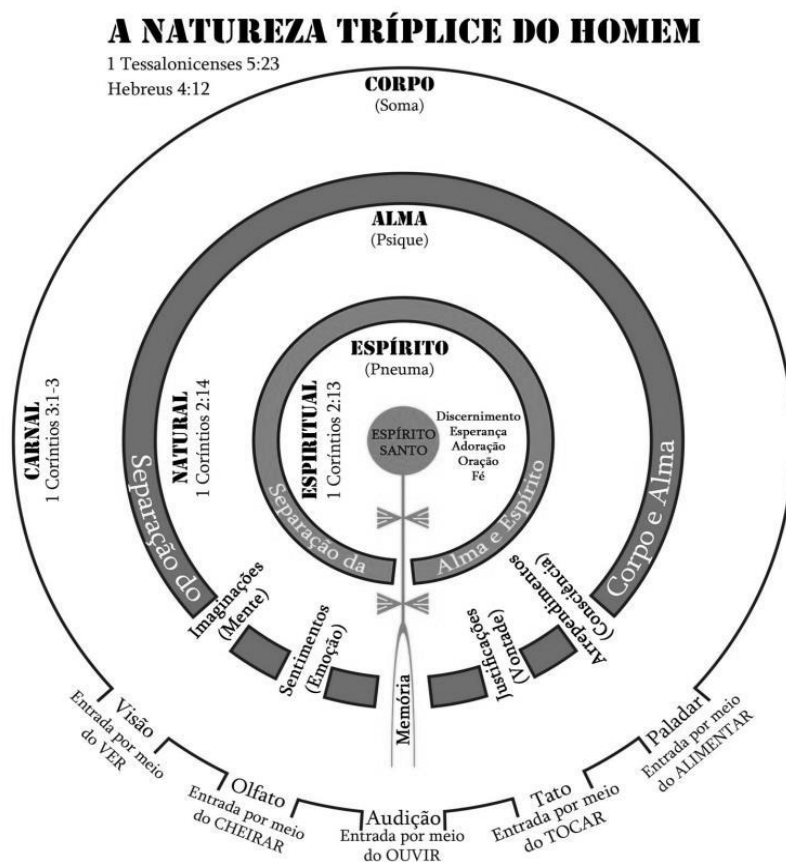 A NATUREZA TRÍPLICE DO HOMEM
1 Tessalonicenses 5:23
Hebreus 4:12
CORPO
(Soma)
ALMA
(Psique)
ESPÍRITO
(Pneuma)
CARNAL
1 Coríntios 3:1-3
NATURAL
1 Coríntios 2:14
ESPIRITUAL
1 Coríntios 2:13
ESPÍRITO
SANTO
Discernimento
Esperança
Adoração
Oração
Fé
Separação da
Alma e Espírito
Separação do
Corpo e Alma
Imaginações
(Mente)
Sentimentos
(Emoção)
Memória
Justificações
(Vontade)
Arrependimentos
(Consciência)
Visão
Entrada por meio
do VER
Olfato
Entrada por meio
do CHEIRAR
Audição
Entrada por meio
do OUVIR
Tato
Entrada por meio
do TOCAR
Paladar
Entrada por meio
do ALIMENTAR